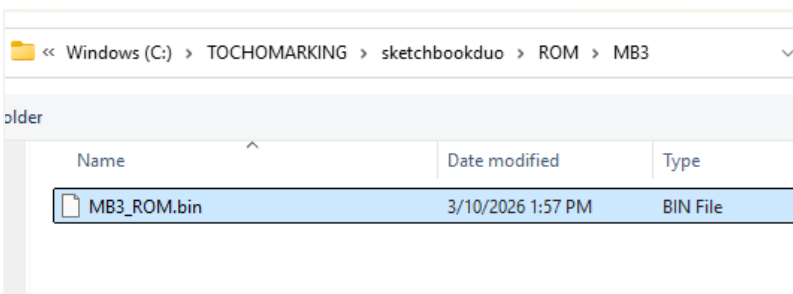 « Windows (C:) > TOCHOMARKING > sketchbookduo > ROM > MB3
older
Name Date modified Type
MB3_ROM.bin 3/10/2026 1:57 PM BIN File